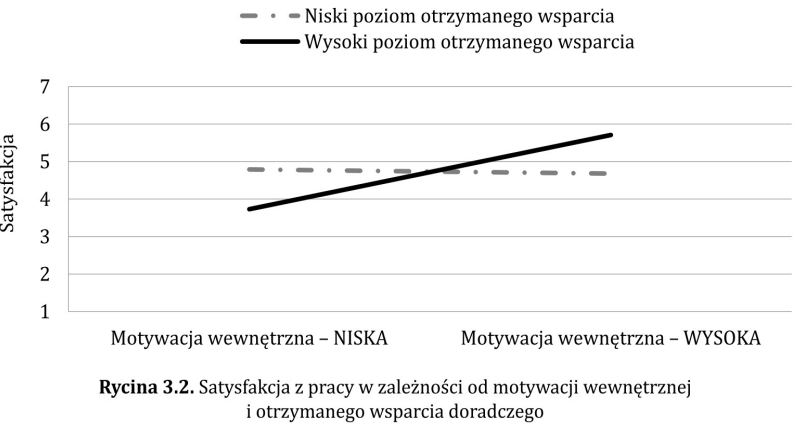 Niski poziom otrzymanego wsparcia
Wysoki poziom otrzymanego wsparcia
Satysfakcja
7
6
5
4
3
2
1
Motywacja wewnętrzna – NISKA
Motywacja wewnętrzna – WYSOKA
Rycina 3.2. Satysfakcja z pracy w zależności od motywacji wewnętrznej
i otrzymanego wsparcia doradczego